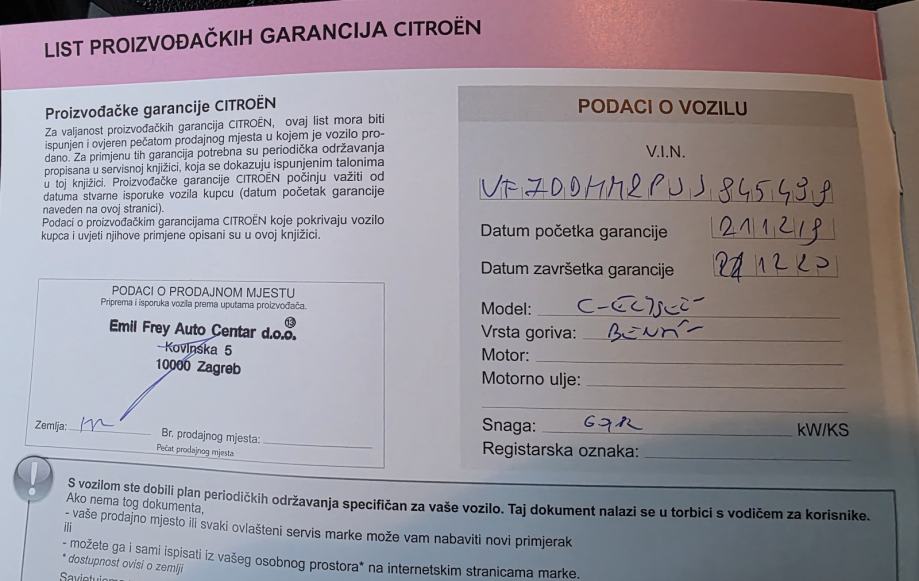 LIST PROIZVOĐAČKIH GARANCIJA CITROËN
Proizvođačke garancije CITROËN
Za valjanost proizvođačkih garancija CITROËN, ovaj list mora biti
ispunjen i ovjeren pečatom prodajnog mjesta u kojem je vozilo pro-
dano. Za primjenu tih garancija potrebna su periodička održavanja
propisana u servisnoj knjižici, koja se dokazuju ispunjenim talonima
u toj knjižici. Proizvođačke garancije CITROËN počinju važiti od
datuma stvarne isporuke vozila kupcu (datum početak garancije
naveden na ovoj stranici).
Podaci o proizvođačkim garancijama CITROËN koje pokrivaju vozilo
kupca i uvjeti njihove primjene opisani su u ovoj knjižici.
PODACI O PRODAJNOM MJESTU
Priprema i isporuka vozila prema uputama proizvođača.
13
Emil Frey Auto Centar d.o.o.
Kovinska 5
10000 Zagreb
Zemlja:
Br. prodajnog mjesta:
Pečat prodajnog mjesta
PODACI O VOZILU
V.I.N.
VF7DDHMRPJJ845499
Datum početka garancije 211219
Datum završetka garancije 1220
Model: C-ELYSEE
Vrsta goriva: BENZIN
Motor:
Motorno ulje:
Snaga: kW/KS
Registarska oznaka:
S vozilom ste dobili plan periodičkih održavanja specifičan za vaše vozilo. Taj dokument nalazi se u torbici s vodičem za korisnike.
Ako nema tog dokumenta,
- vaše prodajno mjesto ili svaki ovlašteni servis marke može vam nabaviti novi primjerak
ili
- možete ga i sami ispisati iz vašeg osobnog prostora* na internetskim stranicama marke.
* dostupnost ovisi o zemlji